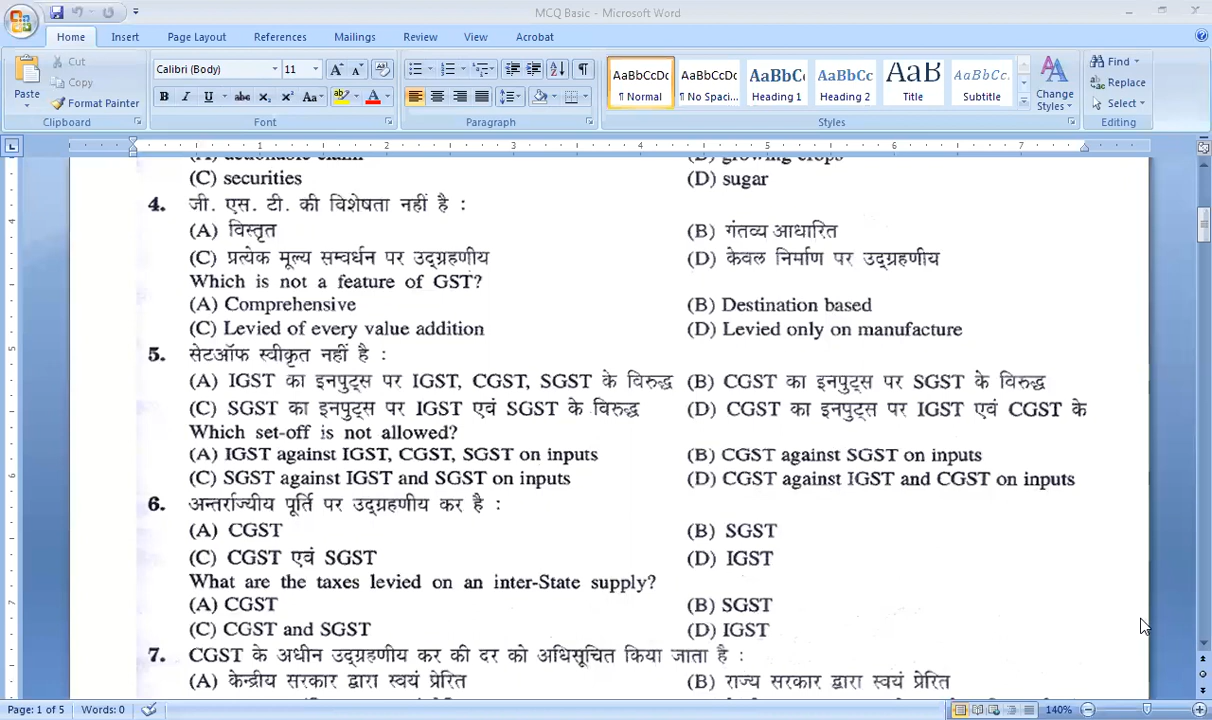 MCQ Basic - Microsoft Word
Home Insert Page Layout References Mailings Review View Acrobat
Paste Cut Copy Format Painter Clipboard
Calibri (Body) 11 Font
Paragraph
AaBbCcDc ¶ Normal AaBbCcDc ¶ No Spaci... AaBbC Heading 1 AaBbCc Heading 2 AaB Title AaBbCc. Subtitle Change Styles Styles
Find Replace Select Editing
1 2 3 4 5 6 7
(C) securities (D) sugar
4. जी. एस. टी. की विशेषता नहीं है :
(A) विस्तृत (B) गंतव्य आधारित
(C) प्रत्येक मूल्य सम्वर्धन पर उद्ग्रहणीय (D) केवल निर्माण पर उद्ग्रहणीय
Which is not a feature of GST?
(A) Comprehensive (B) Destination based
(C) Levied of every value addition (D) Levied only on manufacture
5. सेटऑफ स्वीकृत नहीं है :
(A) IGST का इनपुट्स पर IGST, CGST, SGST के विरुद्ध (B) CGST का इनपुट्स पर SGST के विरुद्ध
(C) SGST का इनपुट्स पर IGST एवं SGST के विरुद्ध (D) CGST का इनपुट्स पर IGST एवं CGST के
Which set-off is not allowed?
(A) IGST against IGST, CGST, SGST on inputs (B) CGST against SGST on inputs
(C) SGST against IGST and SGST on inputs (D) CGST against IGST and CGST on inputs
6. अन्तर्राज्यीय पूर्ति पर उद्ग्रहणीय कर है :
(A) CGST (B) SGST
(C) CGST एवं SGST (D) IGST
What are the taxes levied on an inter-State supply?
(A) CGST (B) SGST
(C) CGST and SGST (D) IGST
7. CGST के अधीन उद्ग्रहणीय कर की दर को अधिसूचित किया जाता है :
(A) केन्द्रीय सरकार द्वारा स्वयं प्रेरित (B) राज्य सरकार द्वारा स्वयं प्रेरित
Page: 1 of 5 Words: 0 140%